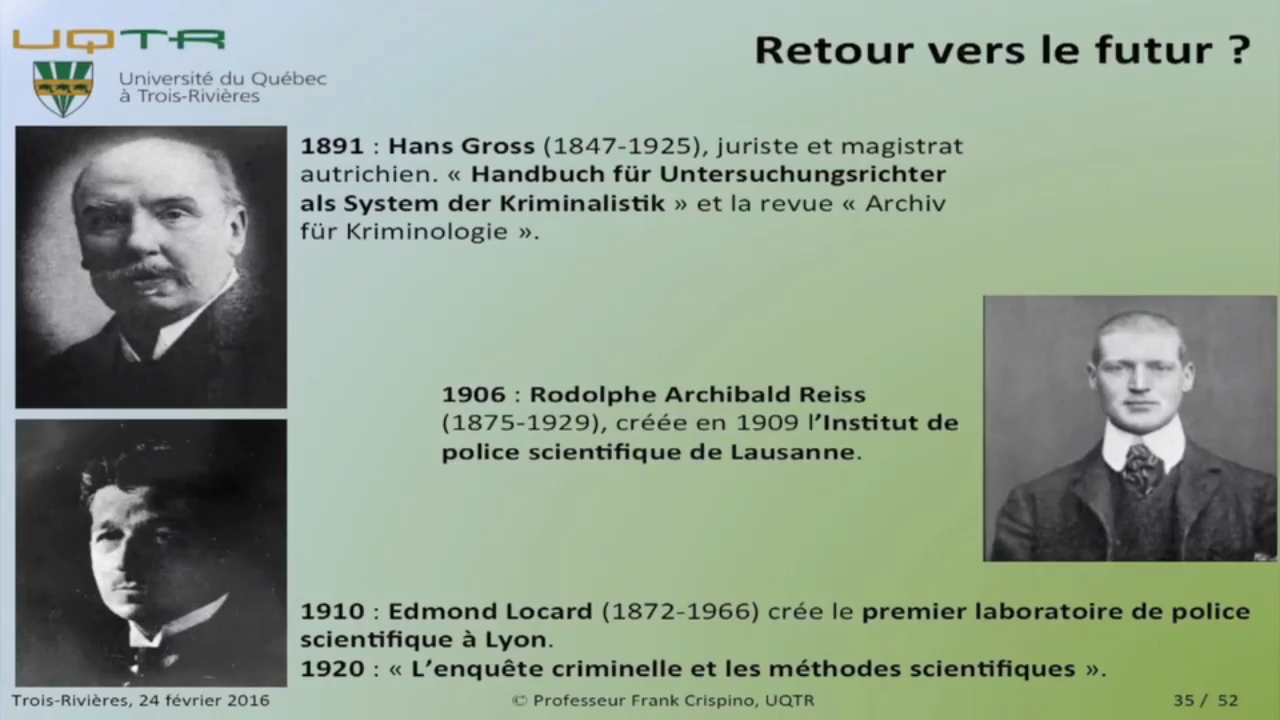 UQTR
Université du Québec
à Trois-Rivières
Retour vers le futur ?
1891 : Hans Gross (1847-1925), juriste et magistrat
autrichien. « Handbuch für Untersuchungsrichter
als System der Kriminalistik » et la revue « Archiv
für Kriminologie ».
1906 : Rodolphe Archibald Reiss
(1875-1929), créée en 1909 l’Institut de
police scientifique de Lausanne.
1910 : Edmond Locard (1872-1966) crée le premier laboratoire de police
scientifique à Lyon.
1920 : « L’enquête criminelle et les méthodes scientifiques ».
Trois-Rivières, 24 février 2016
© Professeur Frank Crispino, UQTR
35 / 52